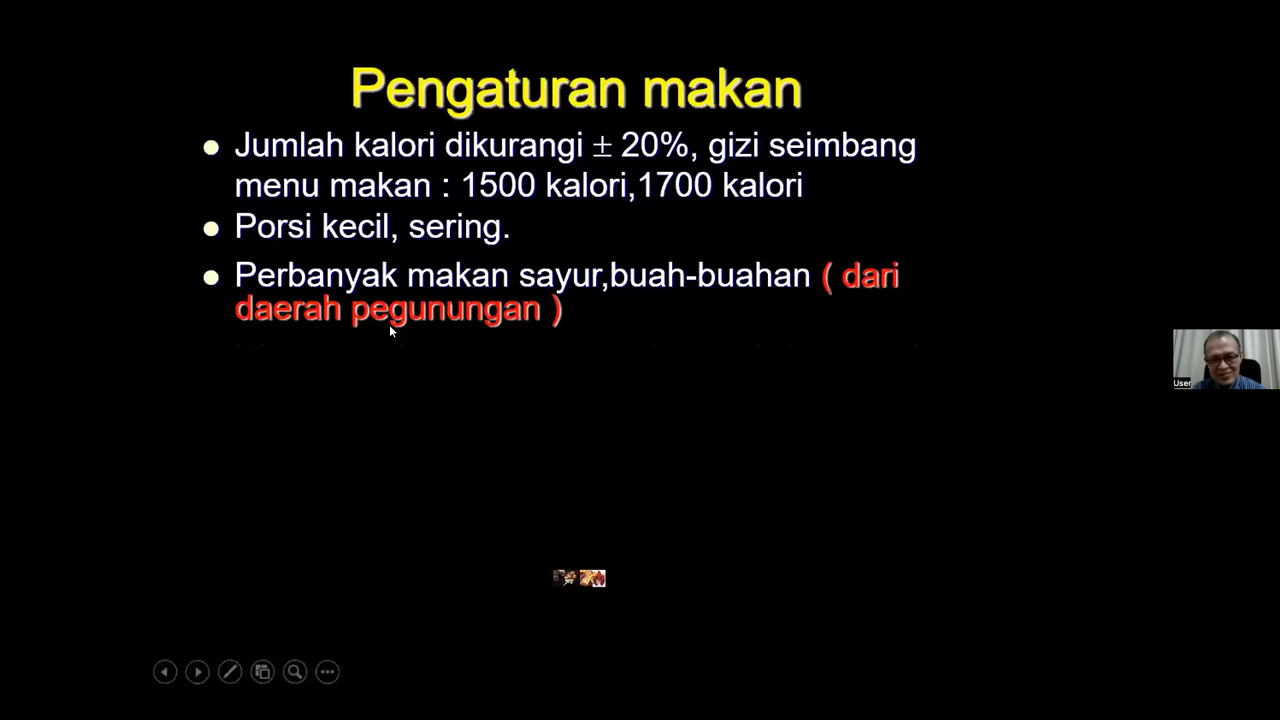 Pengaturan makan
Jumlah kalori dikurangi ± 20%, gizi seimbang
menu makan : 1500 kalori,1700 kalori
Porsi kecil, sering.
Perbanyak makan sayur,buah-buahan ( dari
daerah pegunungan )
User